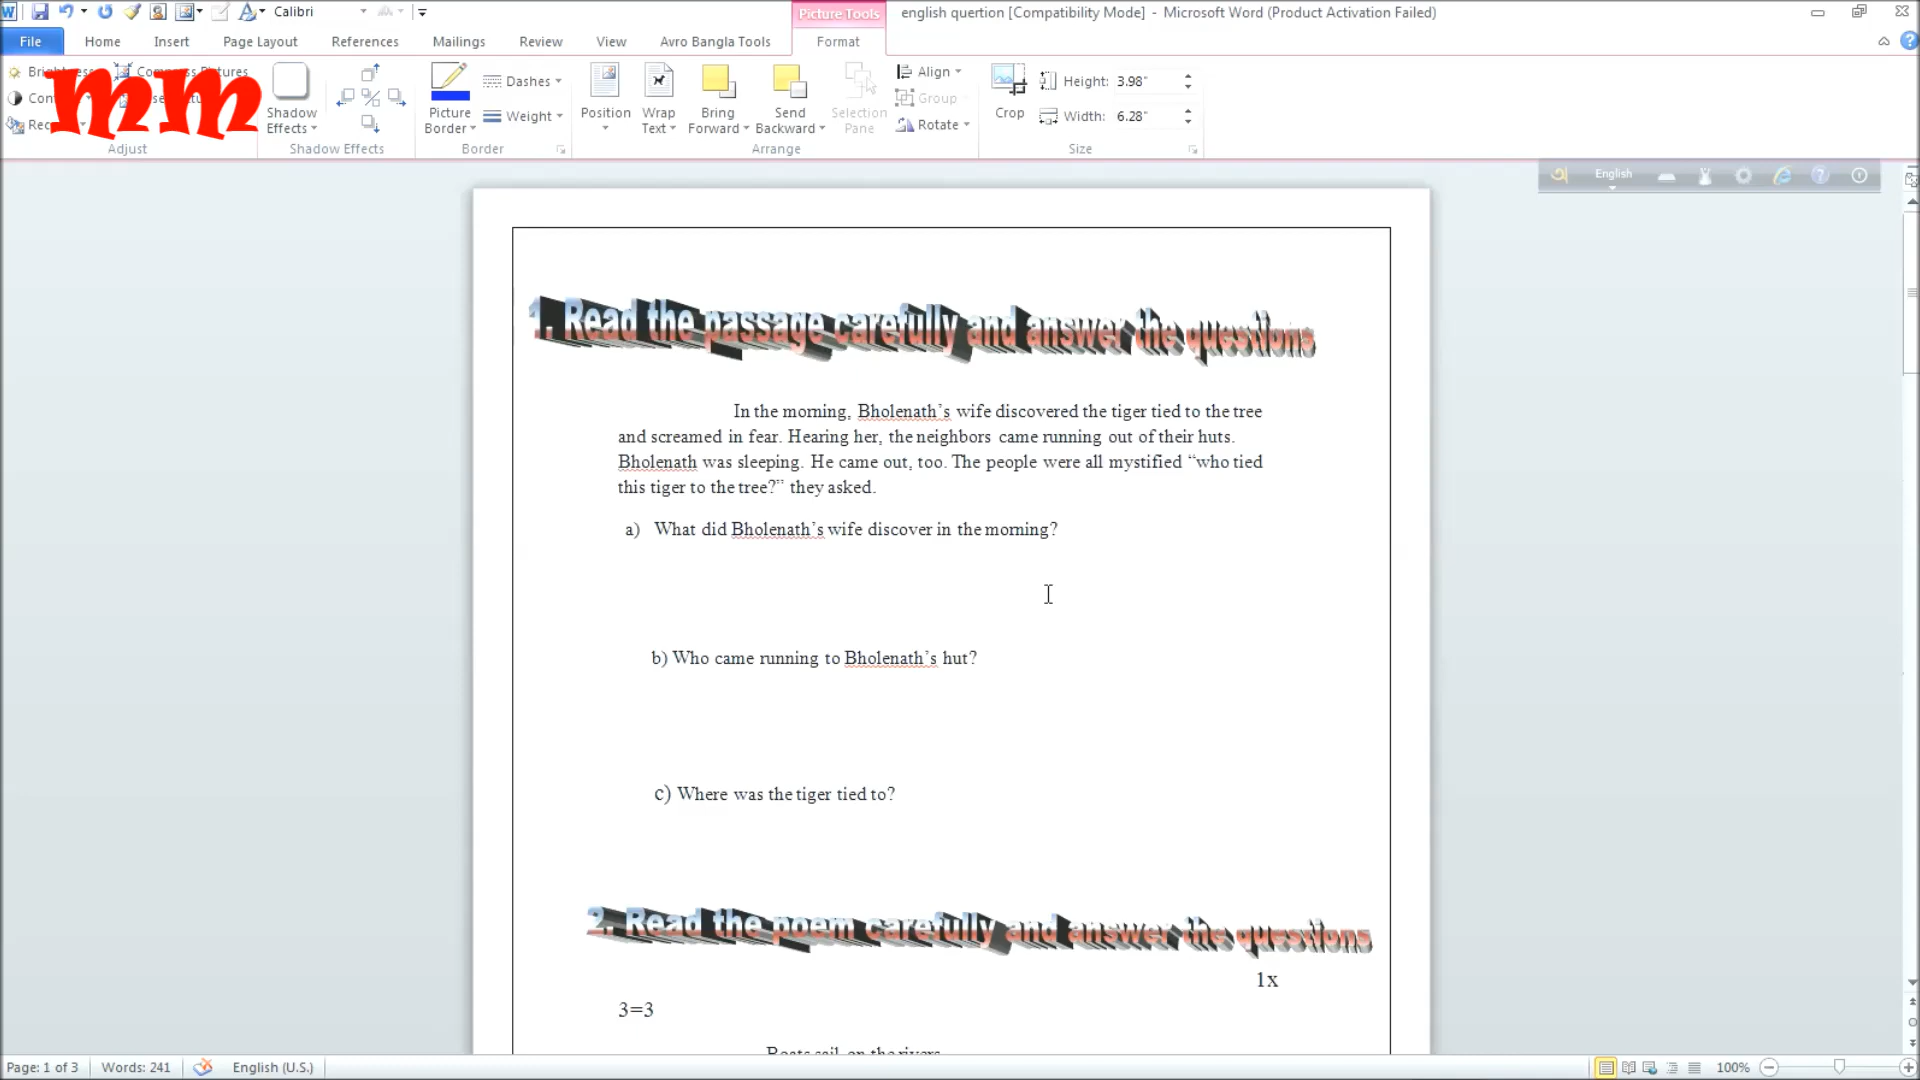 Calibri
Picture Tools
english quertion [Compatibility Mode] - Microsoft Word (Product Activation Failed)
File Home Insert Page Layout References Mailings Review View Avro Bangla Tools Format
mm
Compress Pictures
Adjust
Shadow Effects
Shadow Effects
Picture Border
Dashes
Weight
Border
Position
Wrap Text
Bring Forward
Send Backward
Selection Pane
Align
Group
Rotate
Arrange
Crop
Height: 3.98"
Width: 6.28"
Size
English
1. Read the passage carefully and answer the questions
In the morning, Bholenath’s wife discovered the tiger tied to the tree
and screamed in fear. Hearing her, the neighbors came running out of their huts.
Bholenath was sleeping. He came out, too. The people were all mystified “who tied
this tiger to the tree?” they asked.
a) What did Bholenath’s wife discover in the morning?
b) Who came running to Bholenath’s hut?
c) Where was the tiger tied to?
2. Read the poem carefully and answer the questions
1x
3=3
Boats sail on the rivers
Page: 1 of 3 Words: 241 English (U.S.) 100%